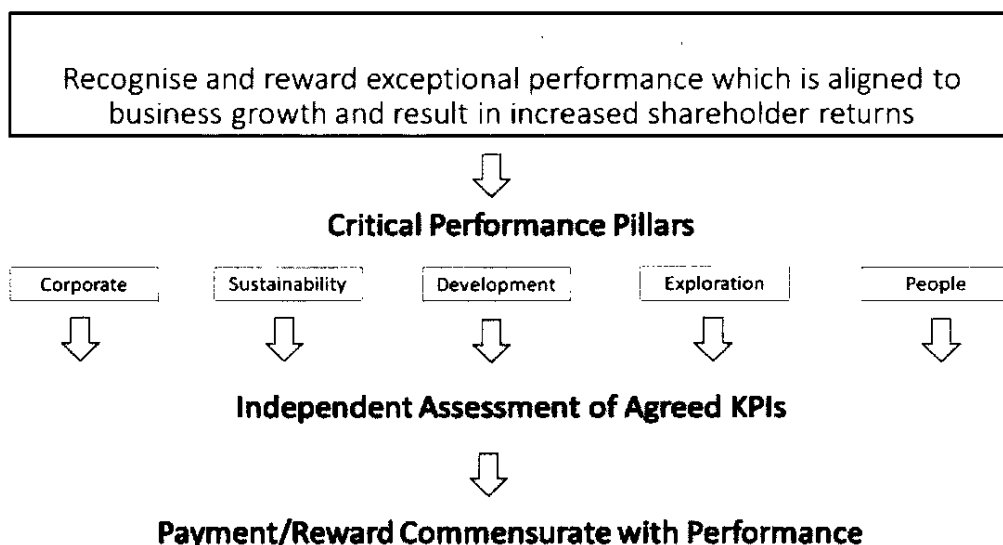 Recognise and reward exceptional performance which is aligned to
business growth and result in increased shareholder returns
Critical Performance Pillars
Corporate Sustainability Development Exploration People
Independent Assessment of Agreed KPIs
Payment/Reward Commensurate with Performance